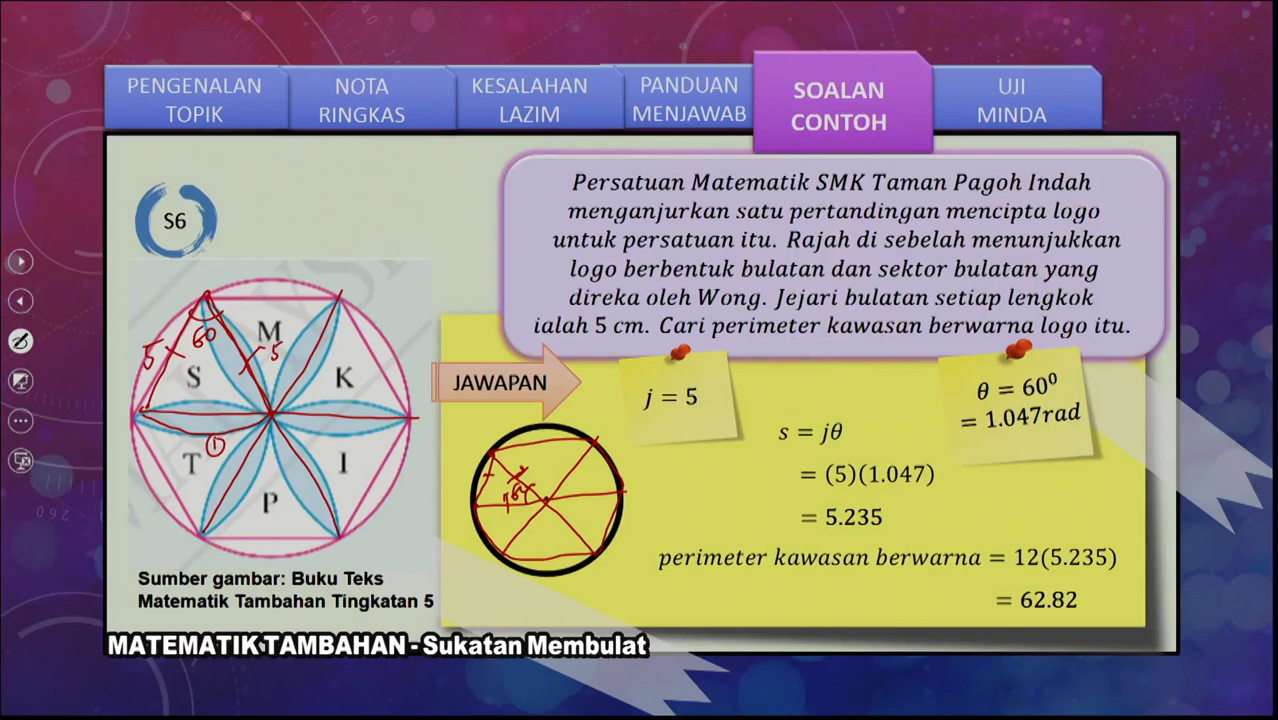 PENGENALAN
TOPIK
NOTA
RINGKAS
KESALAHAN
LAZIM
PANDUAN
MENJAWAB
SOALAN
CONTOH
UJI
MINDA
S6
Persatuan Matematik SMK Taman Pagoh Indah
menganjurkan satu pertandingan mencipta logo
untuk persatuan itu. Rajah di sebelah menunjukkan
logo berbentuk bulatan dan sektor bulatan yang
direka oleh Wong. Jejari bulatan setiap lengkok
ialah 5 cm. Cari perimeter kawasan berwarna logo itu.
60
5
5
M
S
K
1
T
I
P
Sumber gambar: Buku Teks
Matematik Tambahan Tingkatan 5
JAWAPAN
j = 5
θ = 60⁰
= 1.047rad
s = jθ
= (5)(1.047)
= 5.235
perimeter kawasan berwarna = 12(5.235)
= 62.82
MATEMATIK TAMBAHAN - Sukatan Membulat